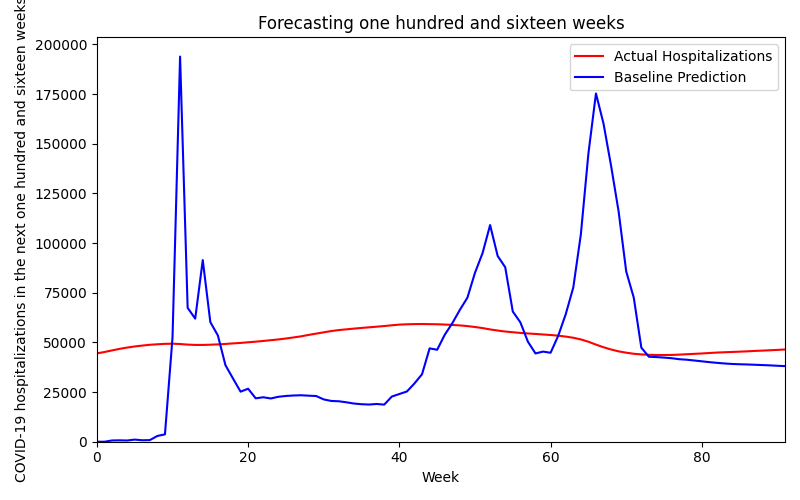 Forecasting one hundred and sixteen weeks
COVID-19 hospitalizations in the next one hundred and sixteen weeks
200000
175000
150000
125000
100000
75000
50000
25000
0
0 20 40 60 80
Week
Actual Hospitalizations
Baseline Prediction